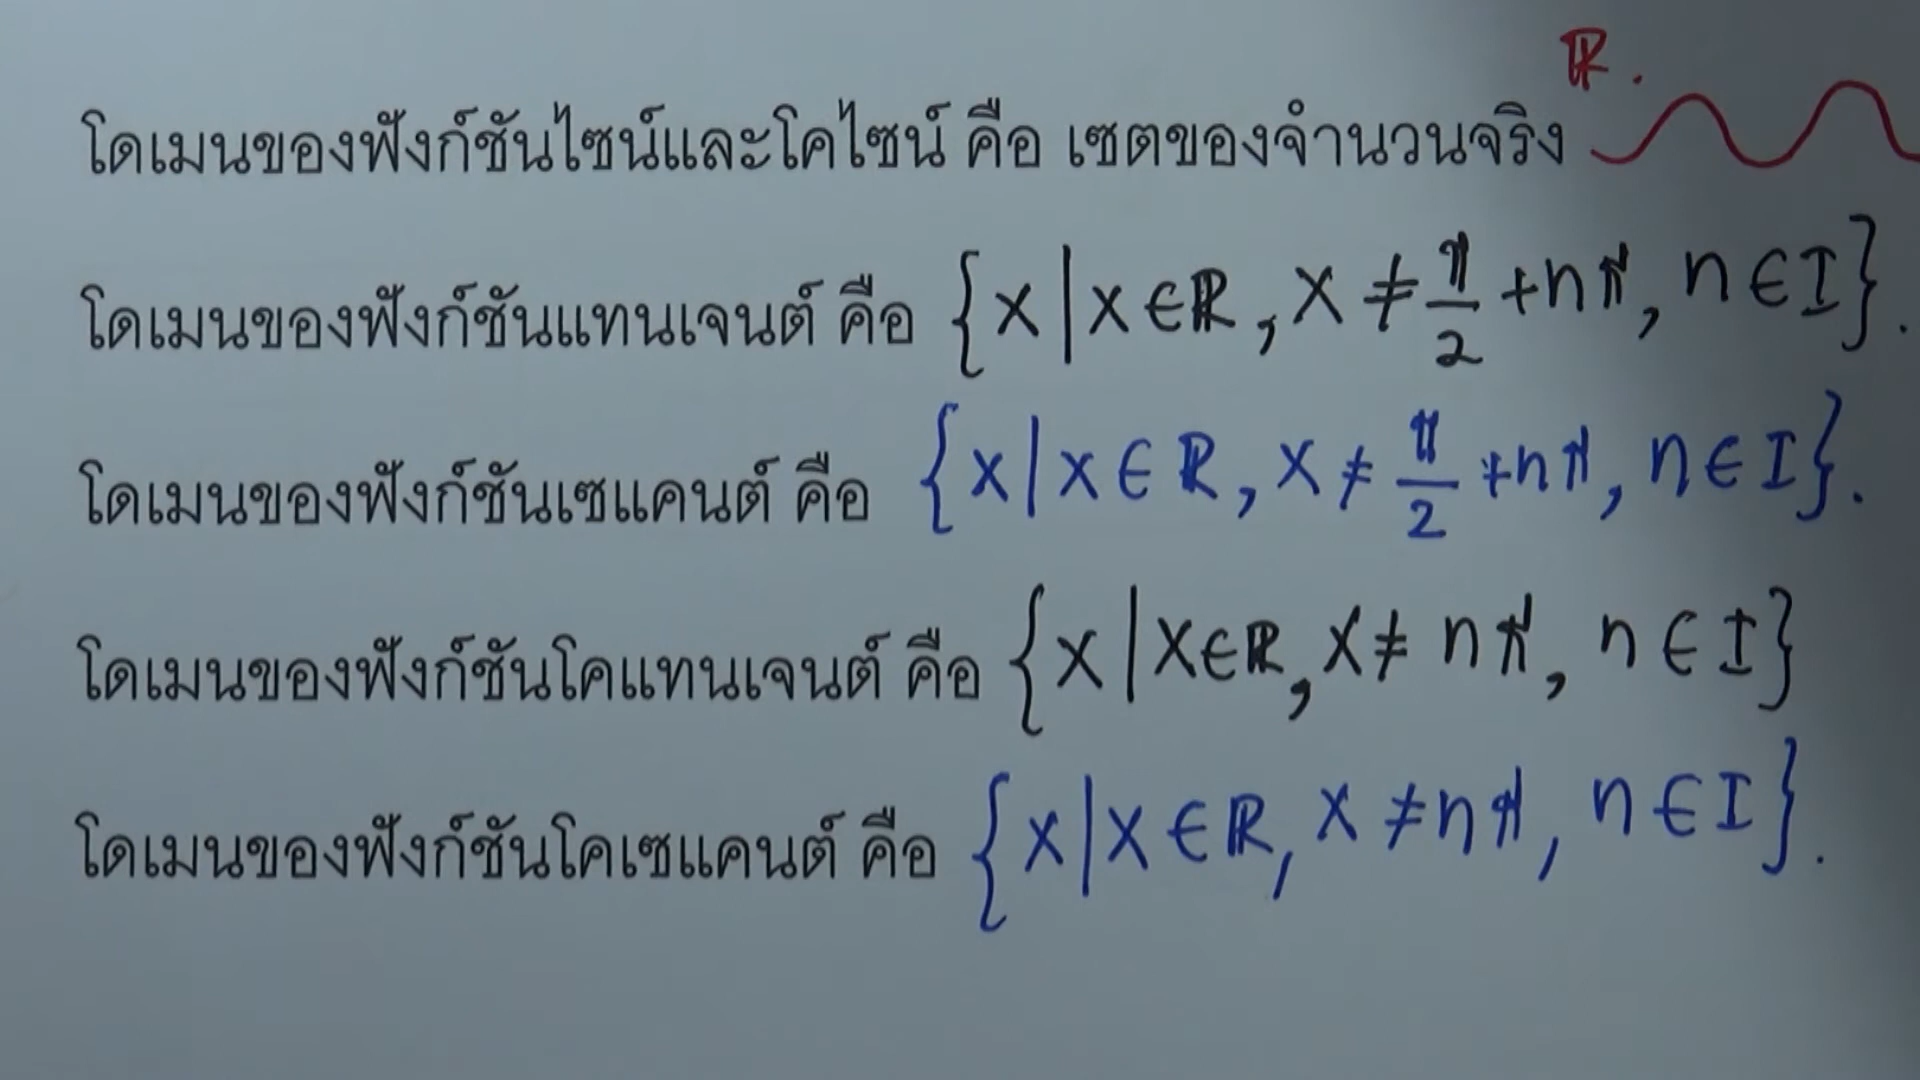 โดเมนของฟังก์ชันไซน์และโคไซน์ คือ เซตของจำนวนจริง ℝ.
โดเมนของฟังก์ชันแทนเจนต์ คือ {x | x ∈ ℝ, x ≠ π/2 + nπ, n ∈ I}.
โดเมนของฟังก์ชันเซแคนต์ คือ {x | x ∈ ℝ, x ≠ π/2 + nπ, n ∈ I}.
โดเมนของฟังก์ชันโคแทนเจนต์ คือ {x | x ∈ ℝ, x ≠ nπ, n ∈ I}
โดเมนของฟังก์ชันโคเซแคนต์ คือ {x | x ∈ ℝ, x ≠ nπ, n ∈ I}.